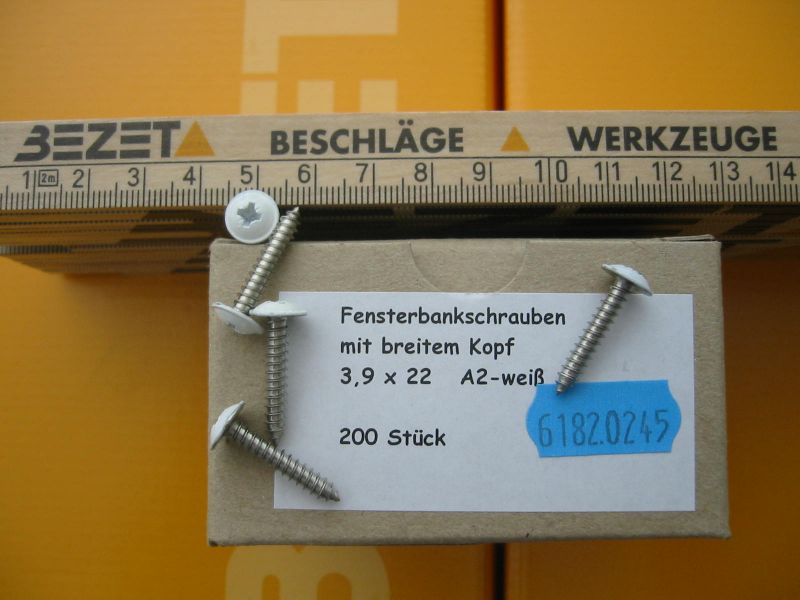 BEZET BESCHLÄGE WERKZEUGE
1 2m 2 3 4 5 6 7 8 9 10 11 12 13 14
Fensterbankschrauben
mit breitem Kopf
3,9 x 22 A2-weiß
200 Stück
6182.0245